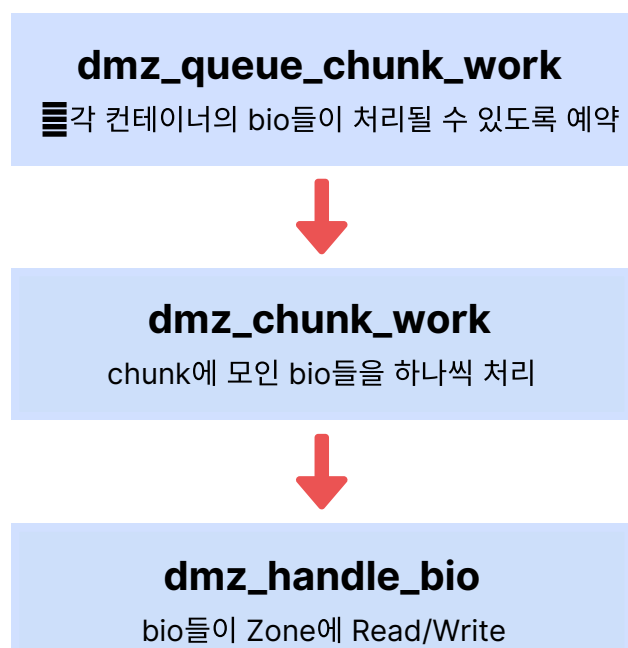 dmz_queue_chunk_work
각 컨테이너의 bio들이 처리될 수 있도록 예약
dmz_chunk_work
chunk에 모인 bio들을 하나씩 처리
dmz_handle_bio
bio들이 Zone에 Read/Write